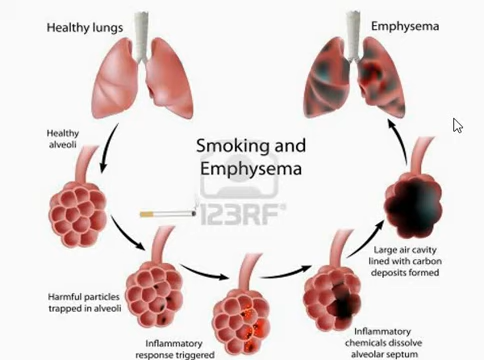 Healthy lungs
Emphysema
Healthy
alveoli
Smoking and
Emphysema
123RF
Large air cavity
lined with carbon
deposits formed
Harmful particles
trapped in alveoli
Inflammatory
response triggered
Inflammatory
chemicals dissolve
alveolar septum